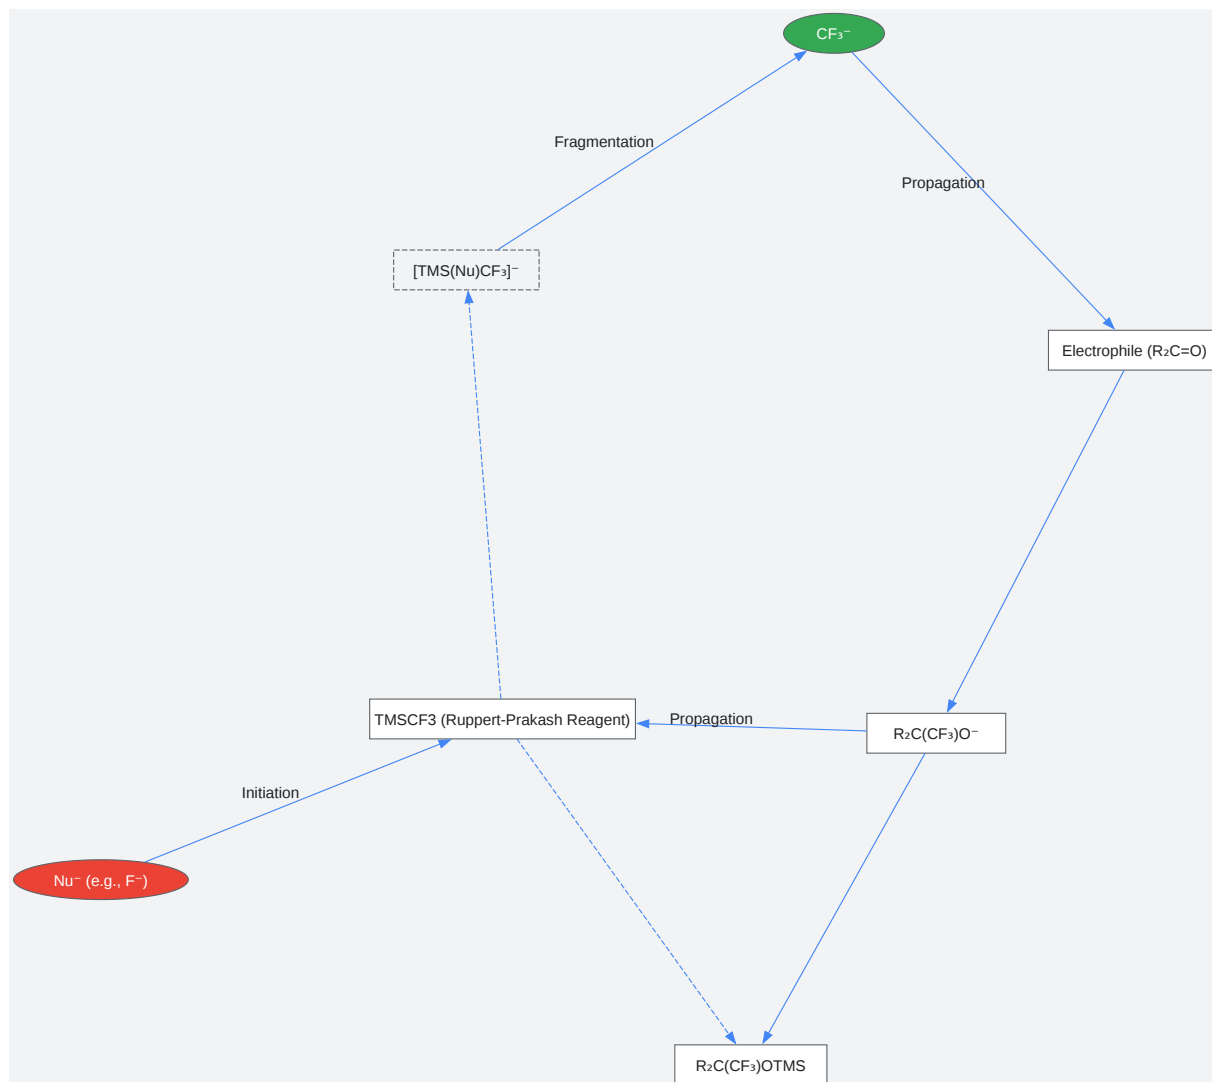 CF₃⁻
Fragmentation
Propagation
[TMS(Nu)CF₃]⁻
Electrophile (R₂C=O)
TMSCF3 (Ruppert-Prakash Reagent)
Propagation
R₂C(CF₃)O⁻
Initiation
Nu⁻ (e.g., F⁻)
R₂C(CF₃)OTMS